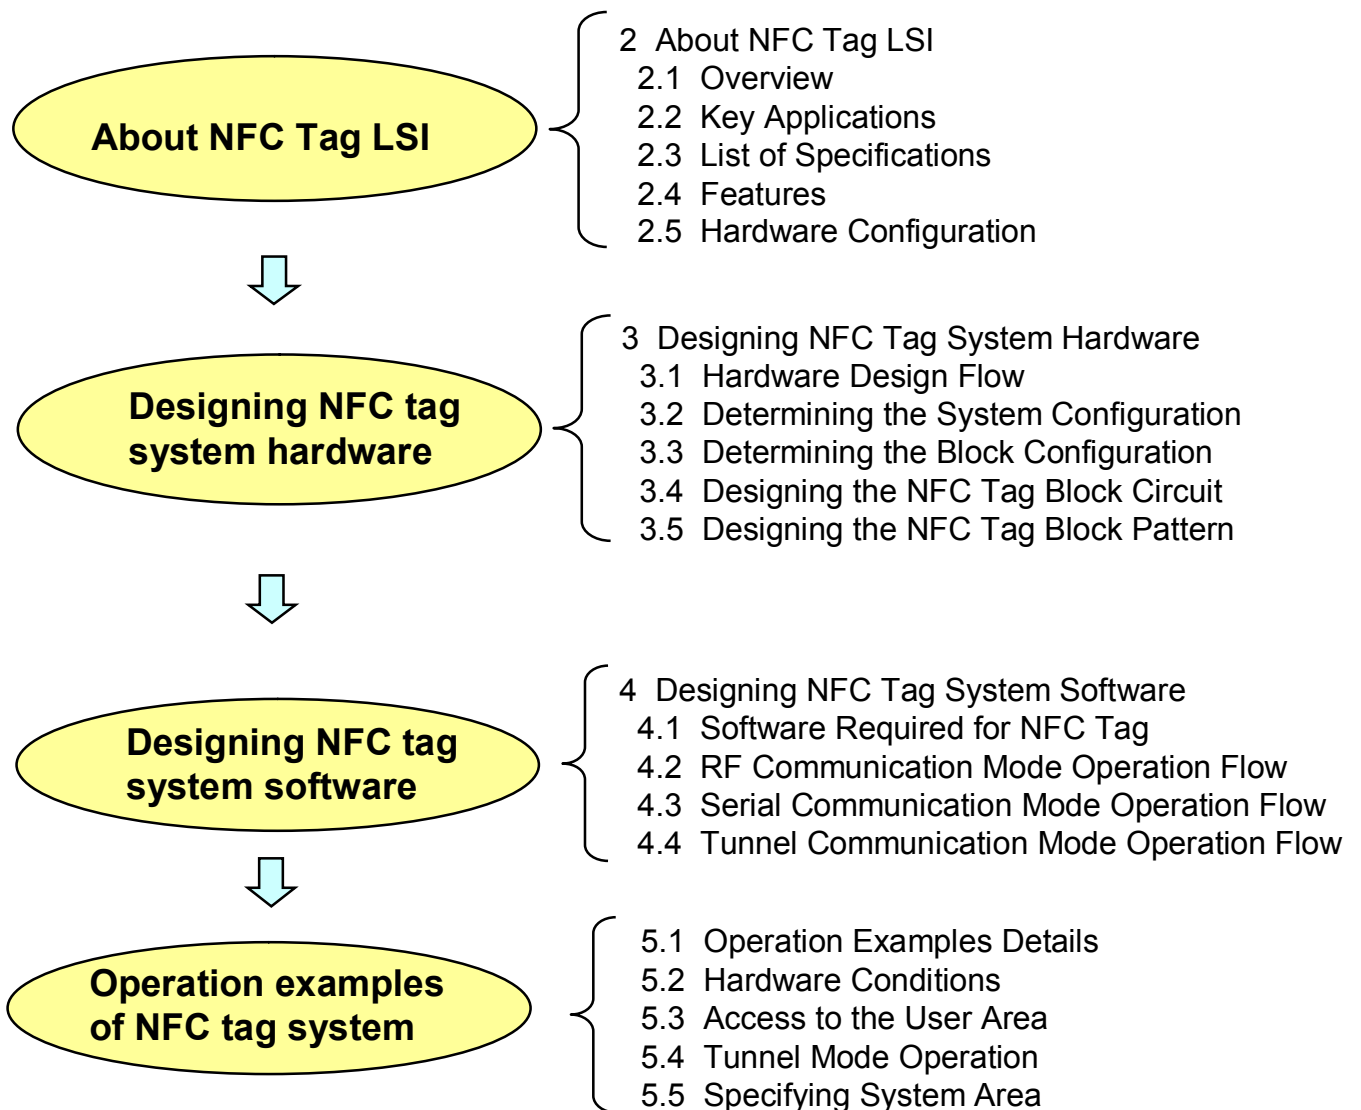 About NFC Tag LSI
2 About NFC Tag LSI
2.1 Overview
2.2 Key Applications
2.3 List of Specifications
2.4 Features
2.5 Hardware Configuration
Designing NFC tag
system hardware
3 Designing NFC Tag System Hardware
3.1 Hardware Design Flow
3.2 Determining the System Configuration
3.3 Determining the Block Configuration
3.4 Designing the NFC Tag Block Circuit
3.5 Designing the NFC Tag Block Pattern
Designing NFC tag
system software
4 Designing NFC Tag System Software
4.1 Software Required for NFC Tag
4.2 RF Communication Mode Operation Flow
4.3 Serial Communication Mode Operation Flow
4.4 Tunnel Communication Mode Operation Flow
Operation examples
of NFC tag system
5.1 Operation Examples Details
5.2 Hardware Conditions
5.3 Access to the User Area
5.4 Tunnel Mode Operation
5.5 Specifying System Area